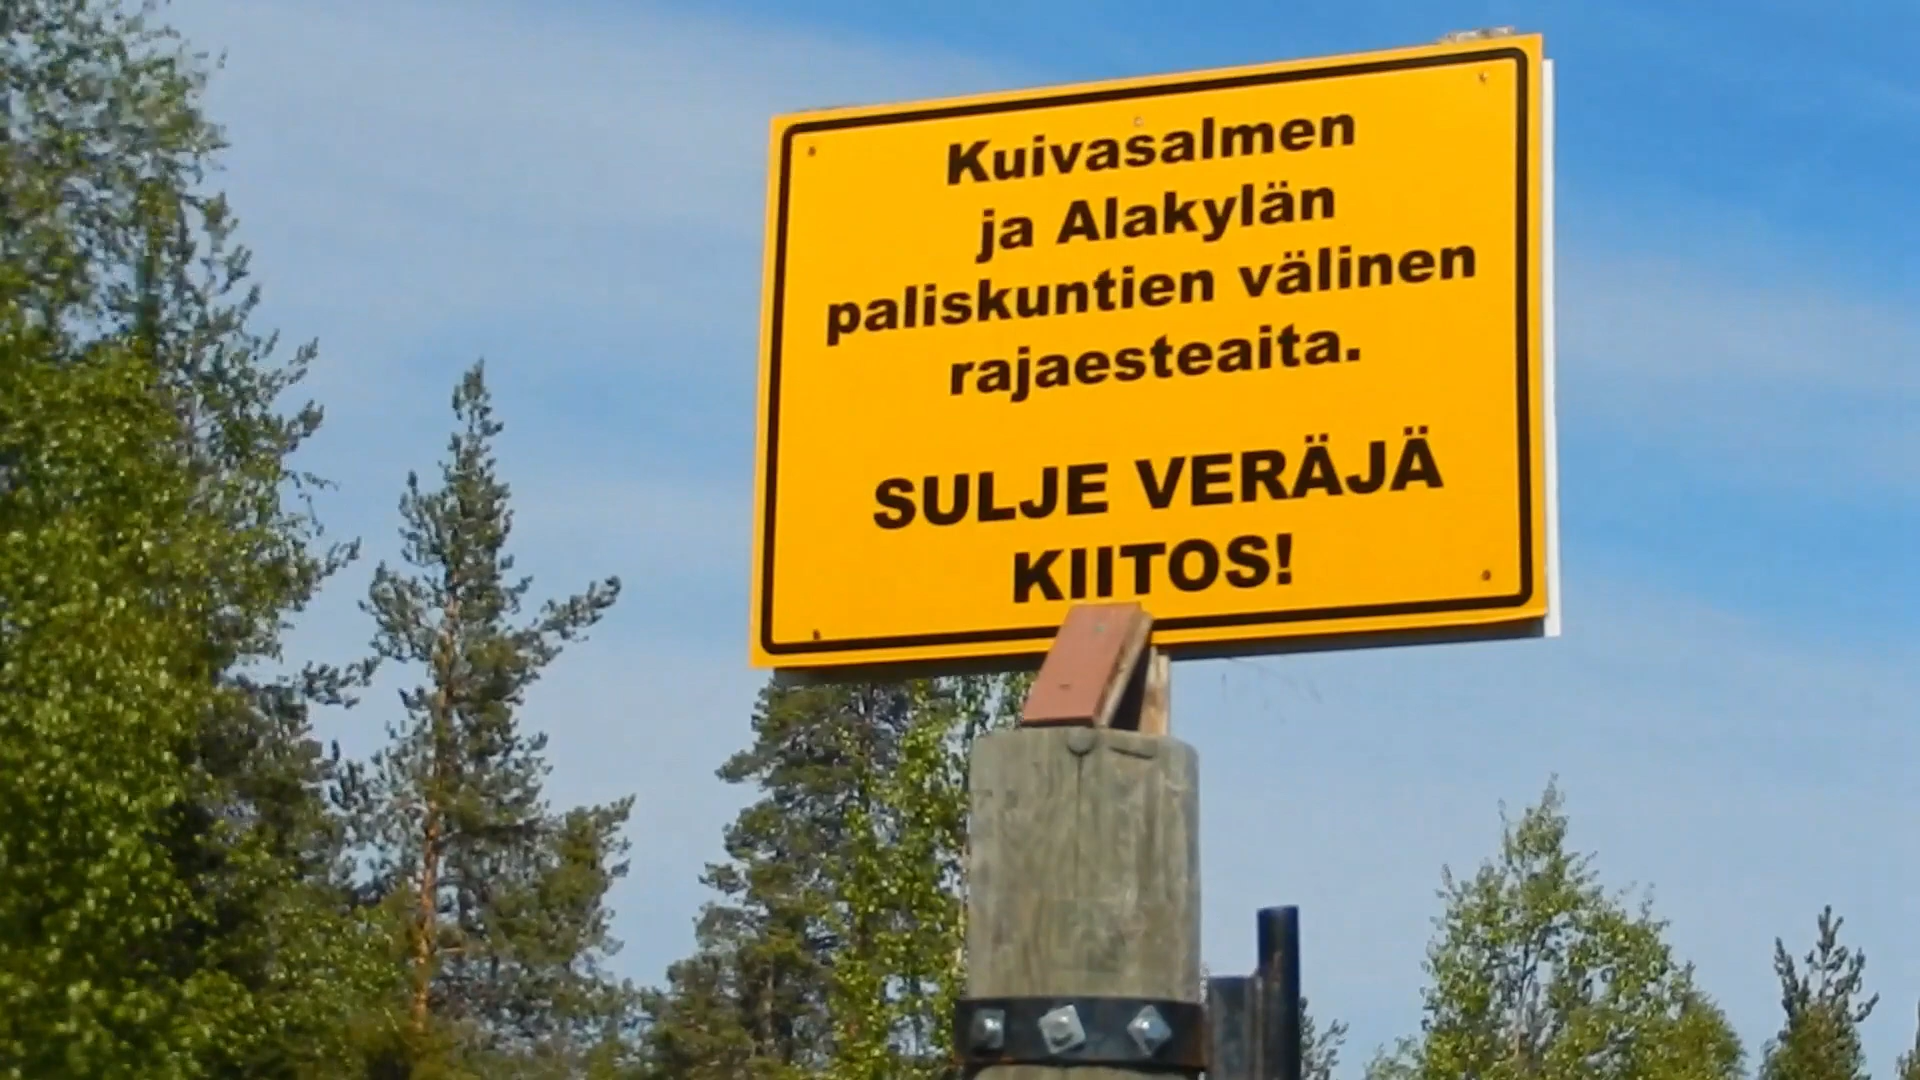 Kuivasalmen
ja Alakylän
paliskuntien välinen
rajaesteaita.
SULJE VERÄJÄ
KIITOS!